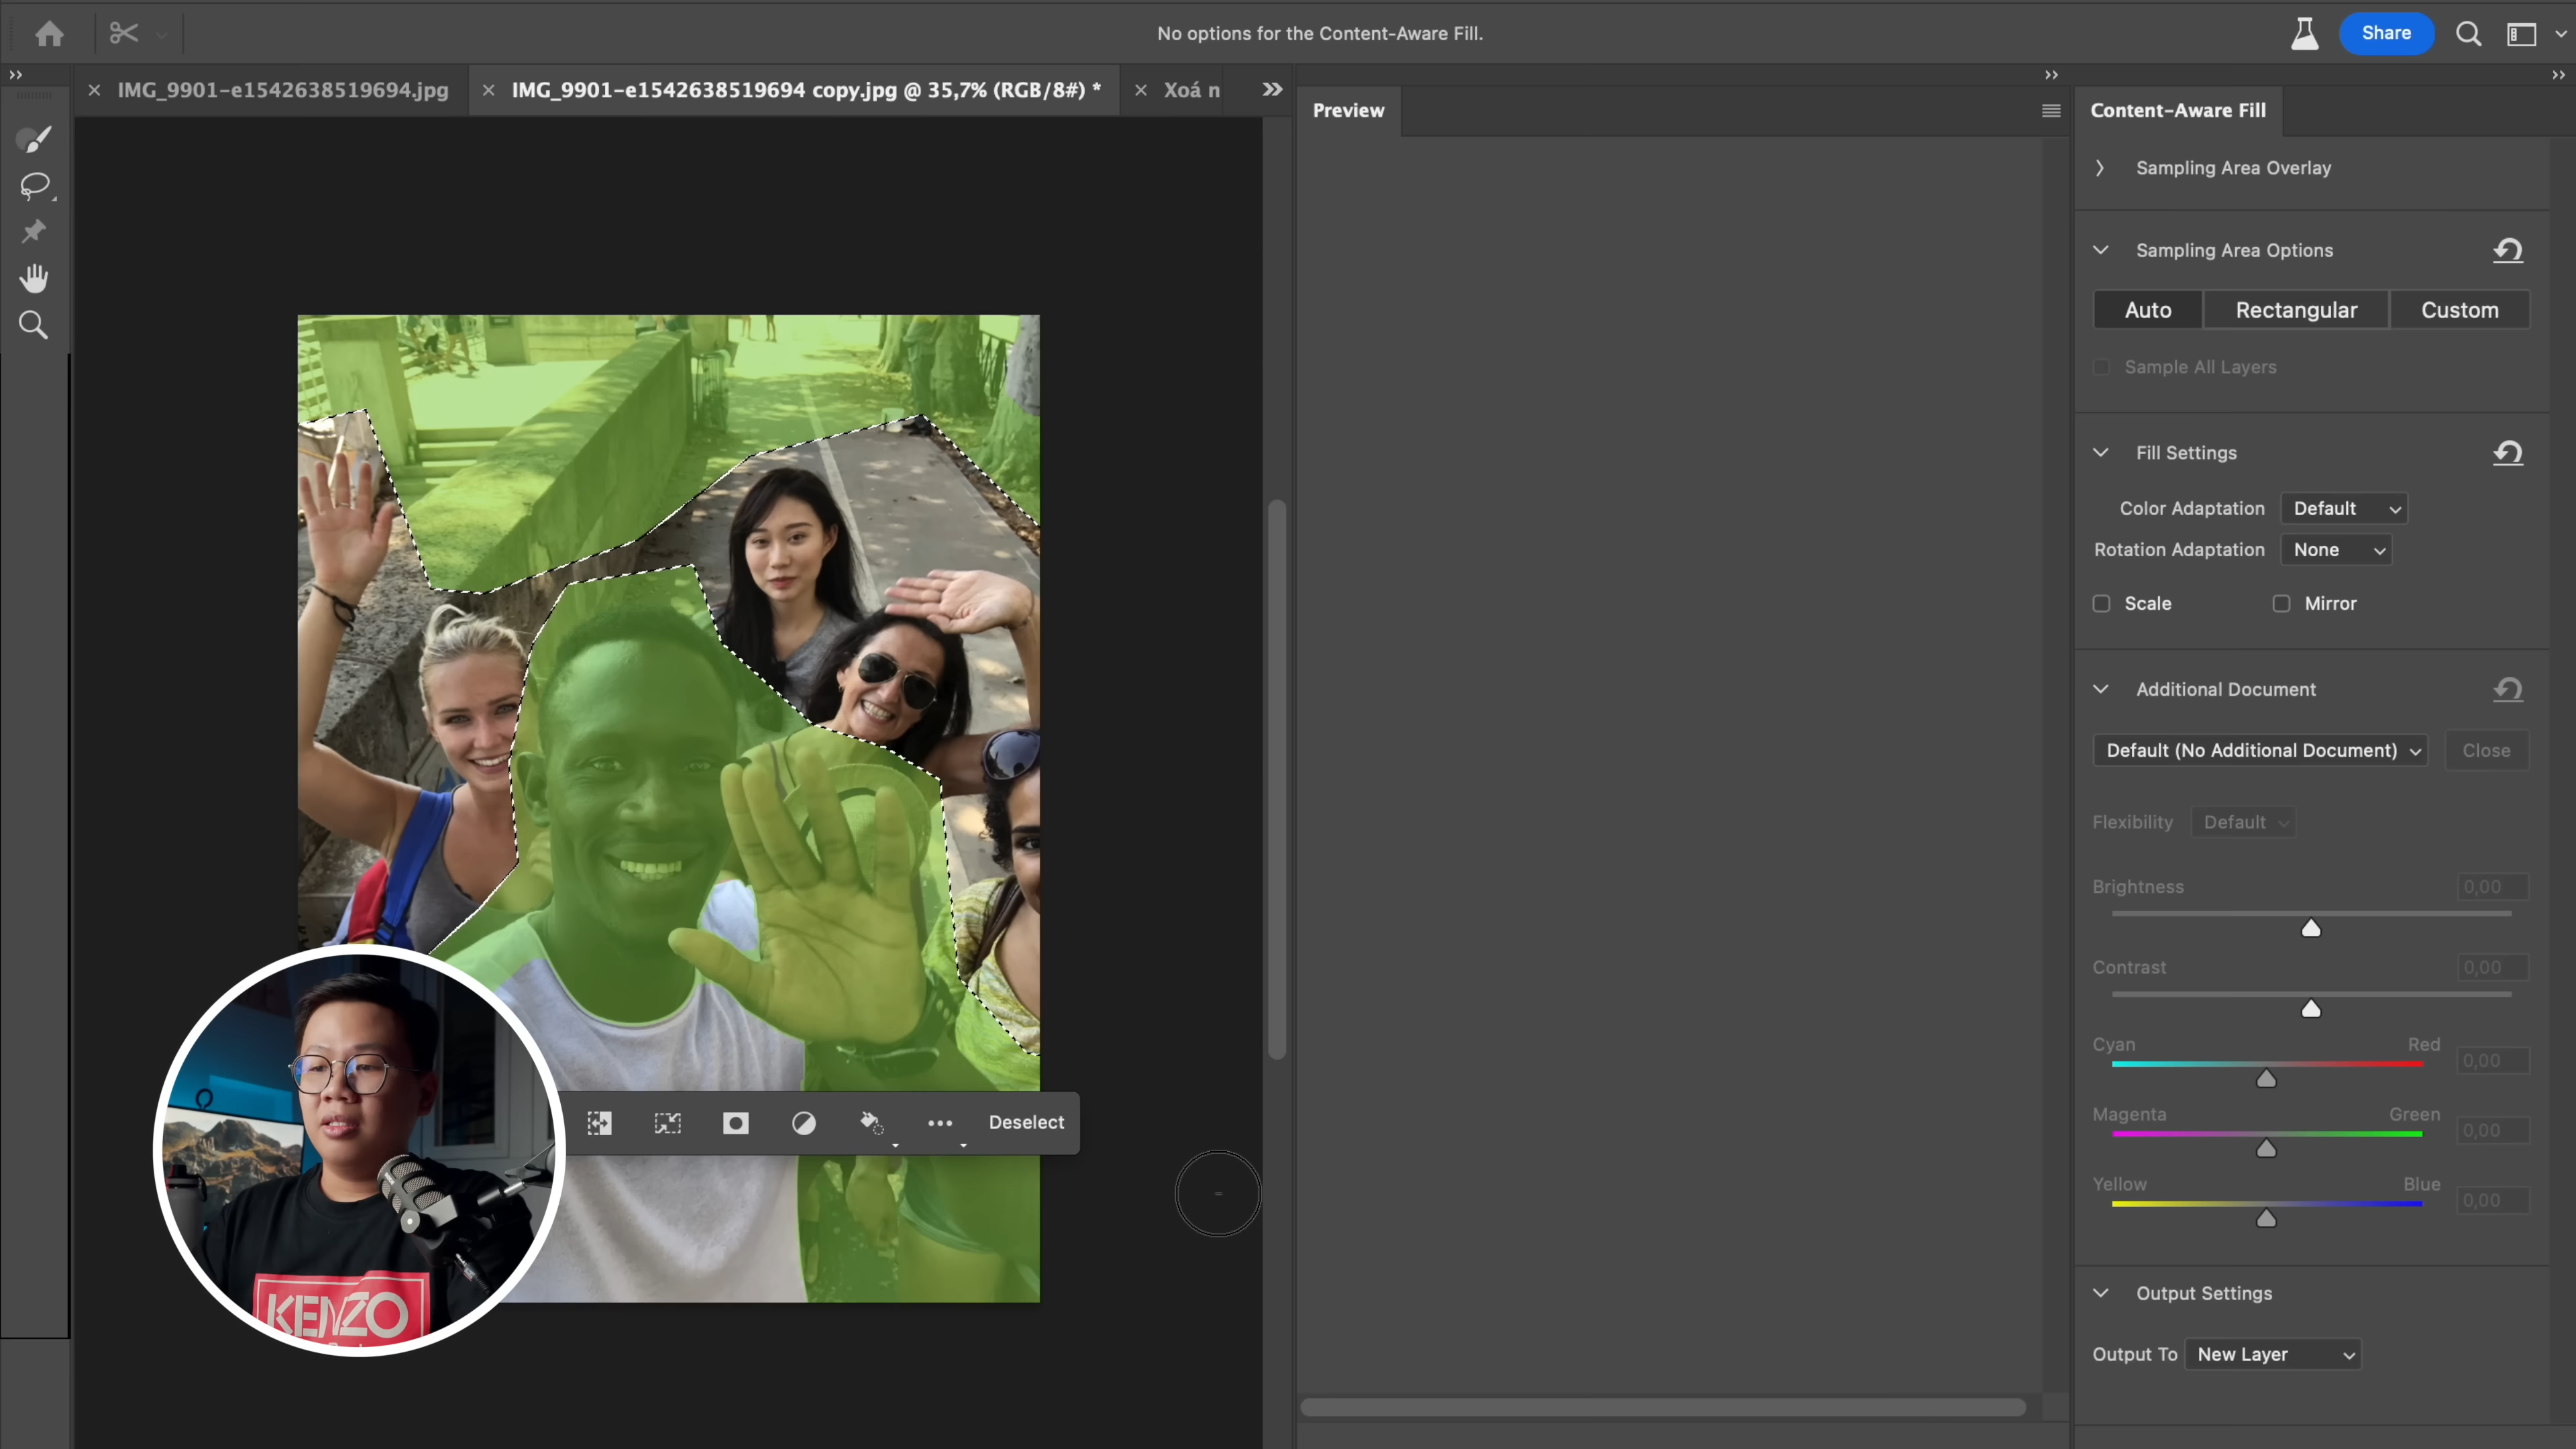 No options for the Content-Aware Fill.
Share
IMG_9901-e1542638519694.jpg
IMG_9901-e1542638519694 copy.jpg @ 35,7% (RGB/8#) *
Xoá n
Preview
Content-Aware Fill
Sampling Area Overlay
Sampling Area Options
Auto
Rectangular
Custom
Sample All Layers
Fill Settings
Color Adaptation
Default
Rotation Adaptation
None
Scale
Mirror
Additional Document
Default (No Additional Document)
Close
Flexibility
Default
Brightness
0,00
Contrast
0,00
Cyan
Red
0,00
Magenta
Green
0,00
Yellow
Blue
0,00
Output Settings
Output To
New Layer
Deselect
KENZO